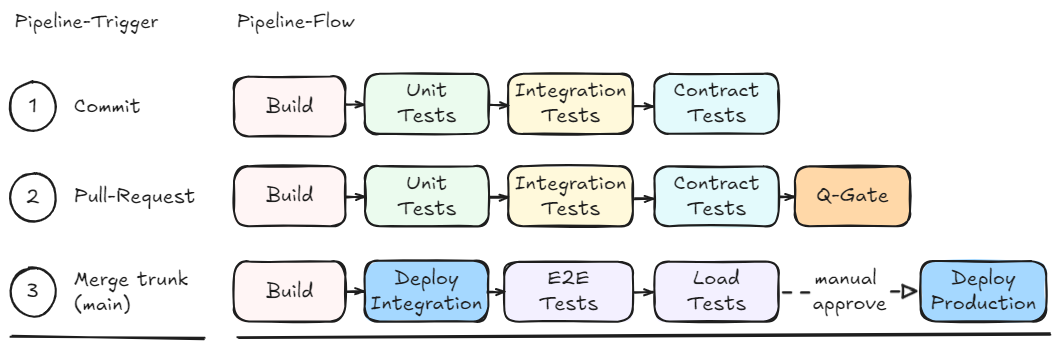 Pipeline-Trigger
Pipeline-Flow
1
Commit
Build
Unit
Tests
Integration
Tests
Contract
Tests
2
Pull-Request
Build
Unit
Tests
Integration
Tests
Contract
Tests
Q-Gate
3
Merge trunk
(main)
Build
Deploy
Integration
E2E
Tests
Load
Tests
manual
approve
Deploy
Production